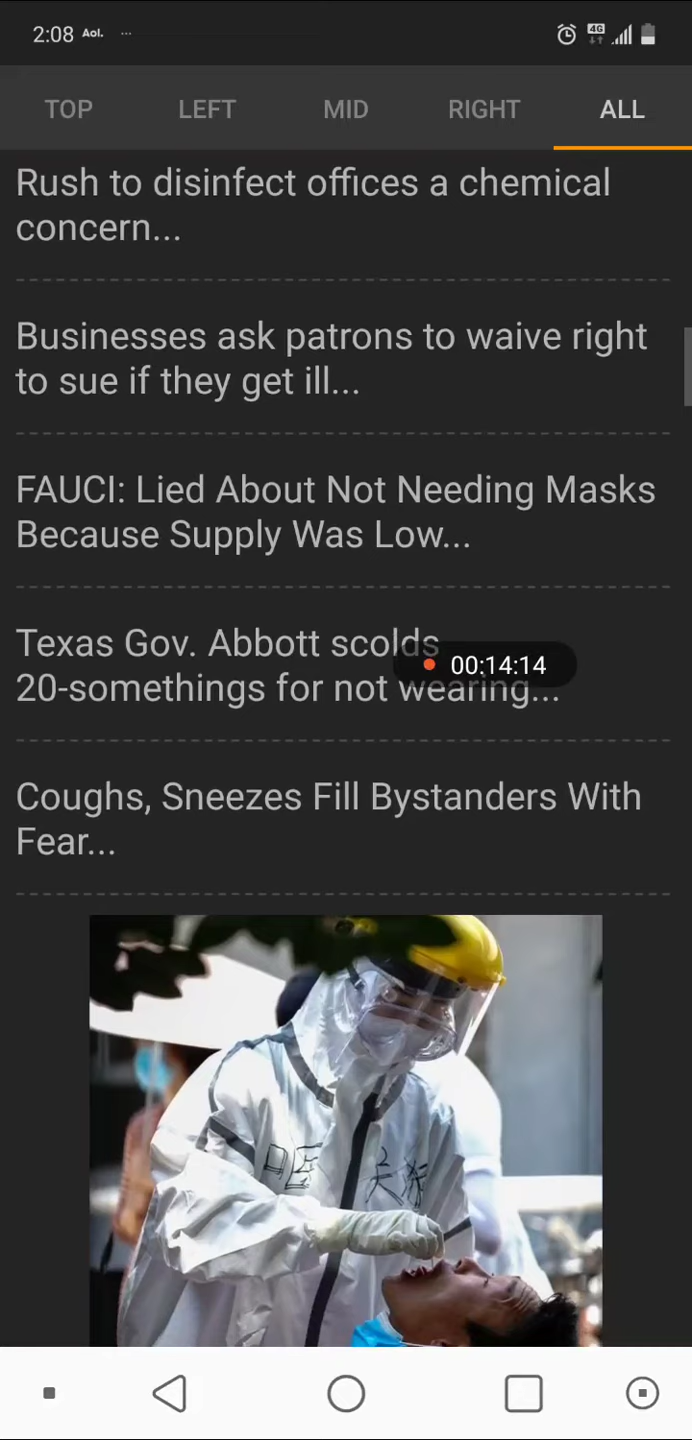 2:08 Aol. ...
4G
TOP LEFT MID RIGHT ALL
Rush to disinfect offices a chemical
concern...
Businesses ask patrons to waive right
to sue if they get ill...
FAUCI: Lied About Not Needing Masks
Because Supply Was Low...
Texas Gov. Abbott scolds
00:14:14
20-somethings for not wearing...
Coughs, Sneezes Fill Bystanders With
Fear...